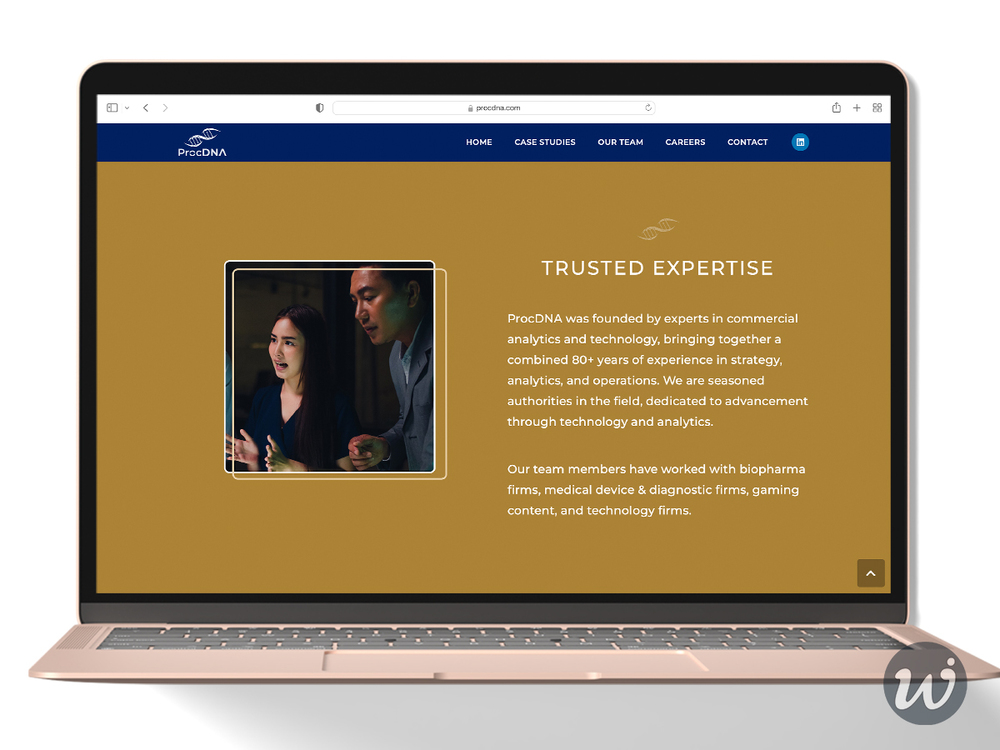 procdna.com
ProcDNA
HOME CASE STUDIES OUR TEAM CAREERS CONTACT in
TRUSTED EXPERTISE
ProcDNA was founded by experts in commercial
analytics and technology, bringing together a
combined 80+ years of experience in strategy,
analytics, and operations. We are seasoned
authorities in the field, dedicated to advancement
through technology and analytics.
Our team members have worked with biopharma
firms, medical device & diagnostic firms, gaming
content, and technology firms.
w